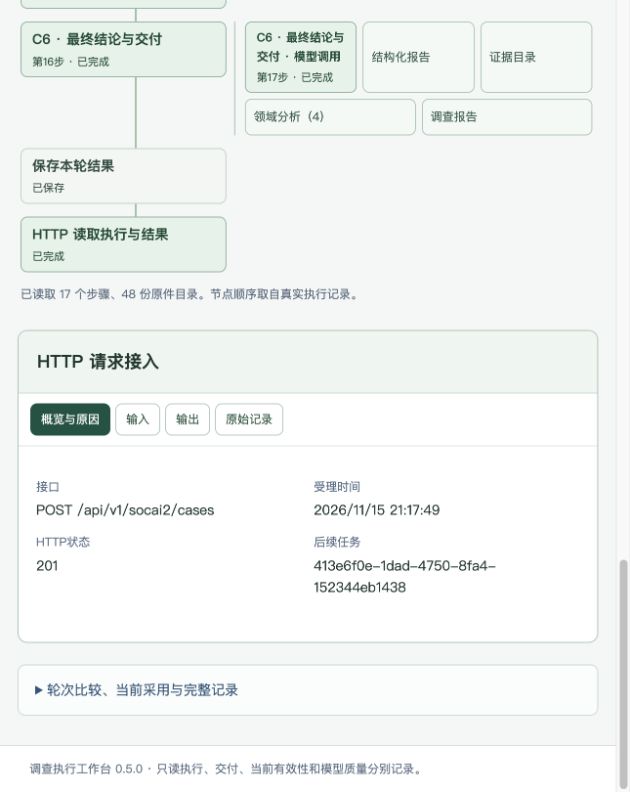 C6 · 最终结论与交付
第16步 · 已完成
C6 · 最终结论与
交付 · 模型调用
第17步 · 已完成
结构化报告
证据目录
领域分析（4）
调查报告
保存本轮结果
已保存
HTTP 读取执行与结果
已完成
已读取 17 个步骤、48 份原件目录。节点顺序取自真实执行记录。
HTTP 请求接入
概览与原因
输入
输出
原始记录
接口
POST /api/v1/socai2/cases
受理时间
2026/11/15 21:17:49
HTTP状态
201
后续任务
413e6f0e-1dad-4750-8fa4-
152344eb1438
轮次比较、当前采用与完整记录
调查执行工作台 0.5.0 · 只读执行、交付、当前有效性和模型质量分别记录。